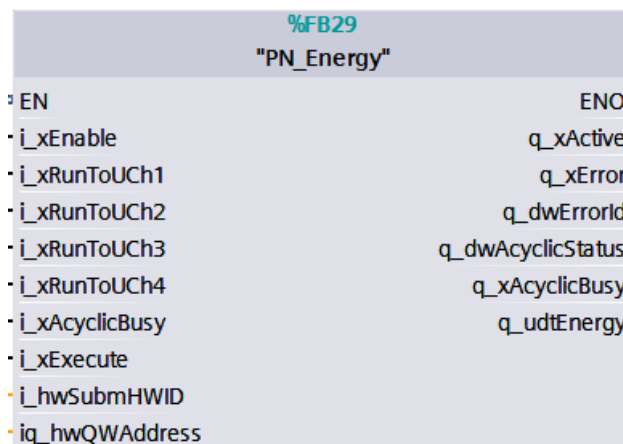 %FB29
"PN_Energy"
EN ENO
i_xEnable q_xActive
i_xRunToUCh1 q_xError
i_xRunToUCh2 q_dwErrorId
i_xRunToUCh3 q_dwAcyclicStatus
i_xRunToUCh4 q_xAcyclicBusy
i_xAcyclicBusy q_udtEnergy
i_xExecute
i_hwSubmHWID
iq_hwQWAddress